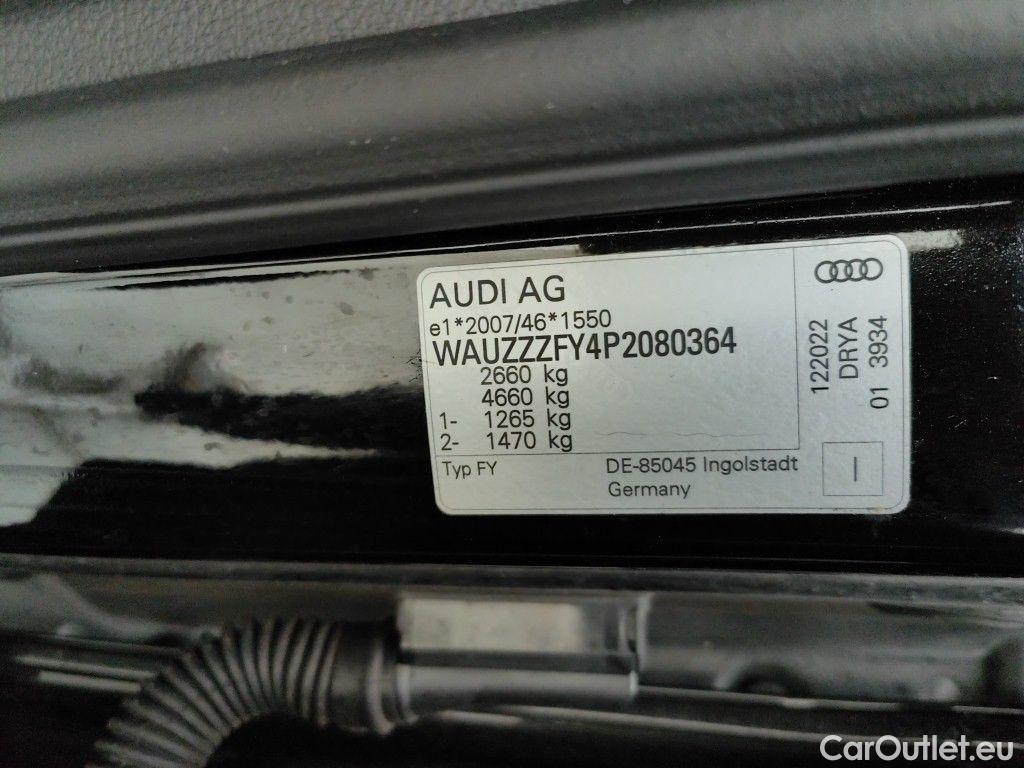 AUDI AG
e1*2007/46*1550
WAUZZZFY4P2080364
2660 kg
4660 kg
1- 1265 kg
2- 1470 kg
Typ FY
DE-85045 Ingolstadt
Germany
122022
DRYA
01 3934
I
CarOutlet.eu